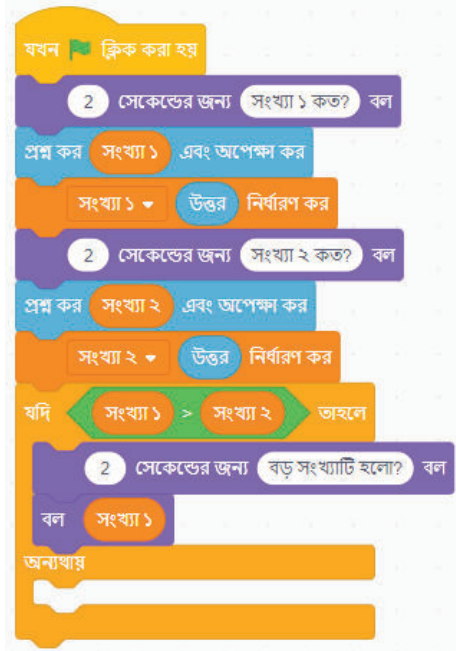 যখন ক্লিক করা হয়
2 সেকেন্ডের জন্য সংখ্যা ১ কত? বল
প্রশ্ন কর সংখ্যা ১ এবং অপেক্ষা কর
সংখ্যা ১ উত্তর নির্ধারণ কর
2 সেকেন্ডের জন্য সংখ্যা ২ কত? বল
প্রশ্ন কর সংখ্যা ২ এবং অপেক্ষা কর
সংখ্যা ২ উত্তর নির্ধারণ কর
যদি সংখ্যা ১ > সংখ্যা ২ তাহলে
2 সেকেন্ডের জন্য বড় সংখ্যাটি হলো? বল
বল সংখ্যা ১
অন্যথায়